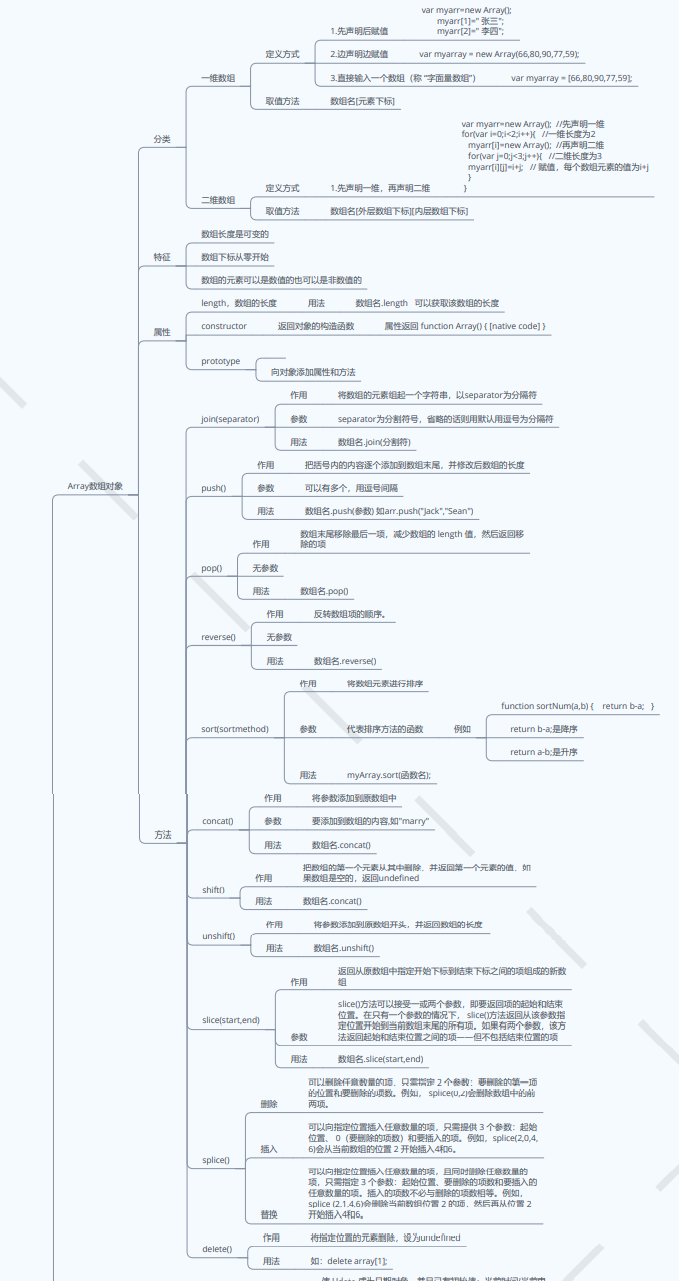 Array数组对象
分类
一维数组
定义方式
1.先声明后赋值
var myarr=new Array();
myarr[1]=" 张三";
myarr[2]=" 李四";
2.边声明边赋值
var myarray = new Array(66,80,90,77,59);
3.直接输入一个数组（称 “字面量数组”）
var myarray = [66,80,90,77,59];
取值方法
数组名[元素下标]
二维数组
定义方式
1.先声明一维，再声明二维
var myarr=new Array(); //先声明一维
for(var i=0;i<2;i++){ //一维长度为2
myarr[i]=new Array(); //再声明二维
for(var j=0;j<3;j++){ //二维长度为3
myarr[i][j]=i+j; // 赋值，每个数组元素的值为i+j
}
}
取值方法
数组名[外层数组下标][内层数组下标]
特征
数组长度是可变的
数组下标从零开始
数组的元素可以是数值的也可以是非数值的
属性
length，数组的长度
用法
数组名.length 可以获取该数组的长度
constructor
返回对象的构造函数
属性返回 function Array() { [native code] }
prototype
向对象添加属性和方法
方法
join(separator)
作用
将数组的元素组起一个字符串，以separator为分隔符
参数
separator为分割符号，省略的话则用默认用逗号为分隔符
用法
数组名.join(分割符)
push()
作用
把括号内的内容逐个添加到数组末尾，并修改后数组的长度
参数
可以有多个，用逗号间隔
用法
数组名.push(参数) 如arr.push("Jack","Sean")
pop()
作用
数组末尾移除最后一项，减少数组的 length 值，然后返回移
除的项
无参数
用法
数组名.pop()
reverse()
作用
反转数组项的顺序。
无参数
用法
数组名.reverse()
sort(sortmethod)
作用
将数组元素进行排序
参数
代表排序方法的函数
例如
function sortNum(a,b) { return b-a; }
return b-a;是降序
return a-b;是升序
用法
myArray.sort(函数名);
concat()
作用
将参数添加到原数组中
参数
要添加到数组的内容,如"marry"
用法
数组名.concat()
shift()
作用
把数组的第一个元素从其中删除，并返回第一个元素的值，如
果数组是空的，返回undefined
用法
数组名.concat()
unshift()
作用
将参数添加到原数组开头，并返回数组的长度
用法
数组名.unshift()
slice(start,end)
作用
返回从原数组中指定开始下标到结束下标之间的项组成的新数
组
参数
slice()方法可以接受一或两个参数，即要返回项的起始和结束
位置。在只有一个参数的情况下， slice()方法返回从该参数指
定位置开始到当前数组末尾的所有项。如果有两个参数，该方
法返回起始和结束位置之间的项——但不包括结束位置的项
用法
数组名.slice(start,end)
splice()
删除
可以删除任意数量的项，只需指定 2 个参数：要删除的第一项
的位置和要删除的项数。例如， splice(0,2)会删除数组中的前
两项。
插入
可以向指定位置插入任意数量的项，只需提供 3 个参数：起始
位置、 0（要删除的项数）和要插入的项。例如，splice(2,0,4,
6)会从当前数组的位置 2 开始插入4和6。
替换
可以向指定位置插入任意数量的项，且同时删除任意数量的
项，只需指定 3 个参数：起始位置、要删除的项数和要插入的
任意数量的项。插入的项数不必与删除的项数相等。例如，
splice (2,1,4,6)会删除当前数组位置 2 的项，然后再从位置 2
开始插入4和6。
delete()
作用
将指定位置的元素删除，设为undefined
用法
如：delete array[1];